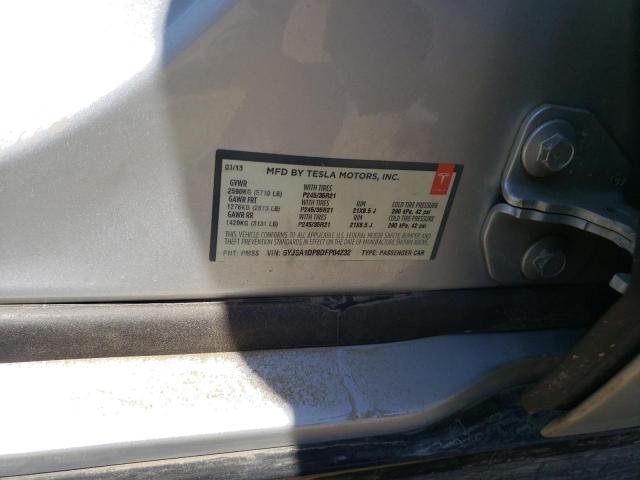 01/13 MFD BY TESLA MOTORS, INC.
GVWR WITH TIRES
2590KG (5710 LB) P245/35R21
GAWR FRT WITH TIRES RIM COLD TIRE PRESSURE
1276KG (2813 LB) P245/35R21 21X8.5 J 290 kPa, 42 psi
GAWR RR WITH TIRES RIM COLD TIRE PRESSURE
1420KG (3131 LB) P245/35R21 21X8.5 J 290 kPa, 42 psi
THIS VEHICLE CONFORMS TO ALL APPLICABLE U.S. FEDERAL MOTOR VEHICLE SAFETY, BUMPER AND
THEFT PREVENTION STANDARDS IN EFFECT ON THE DATE OF MANUFACTURE SHOWN ABOVE.
PNT: PMSS VIN: 5YJSA1DP8DFP04232 TYPE: PASSENGER CAR